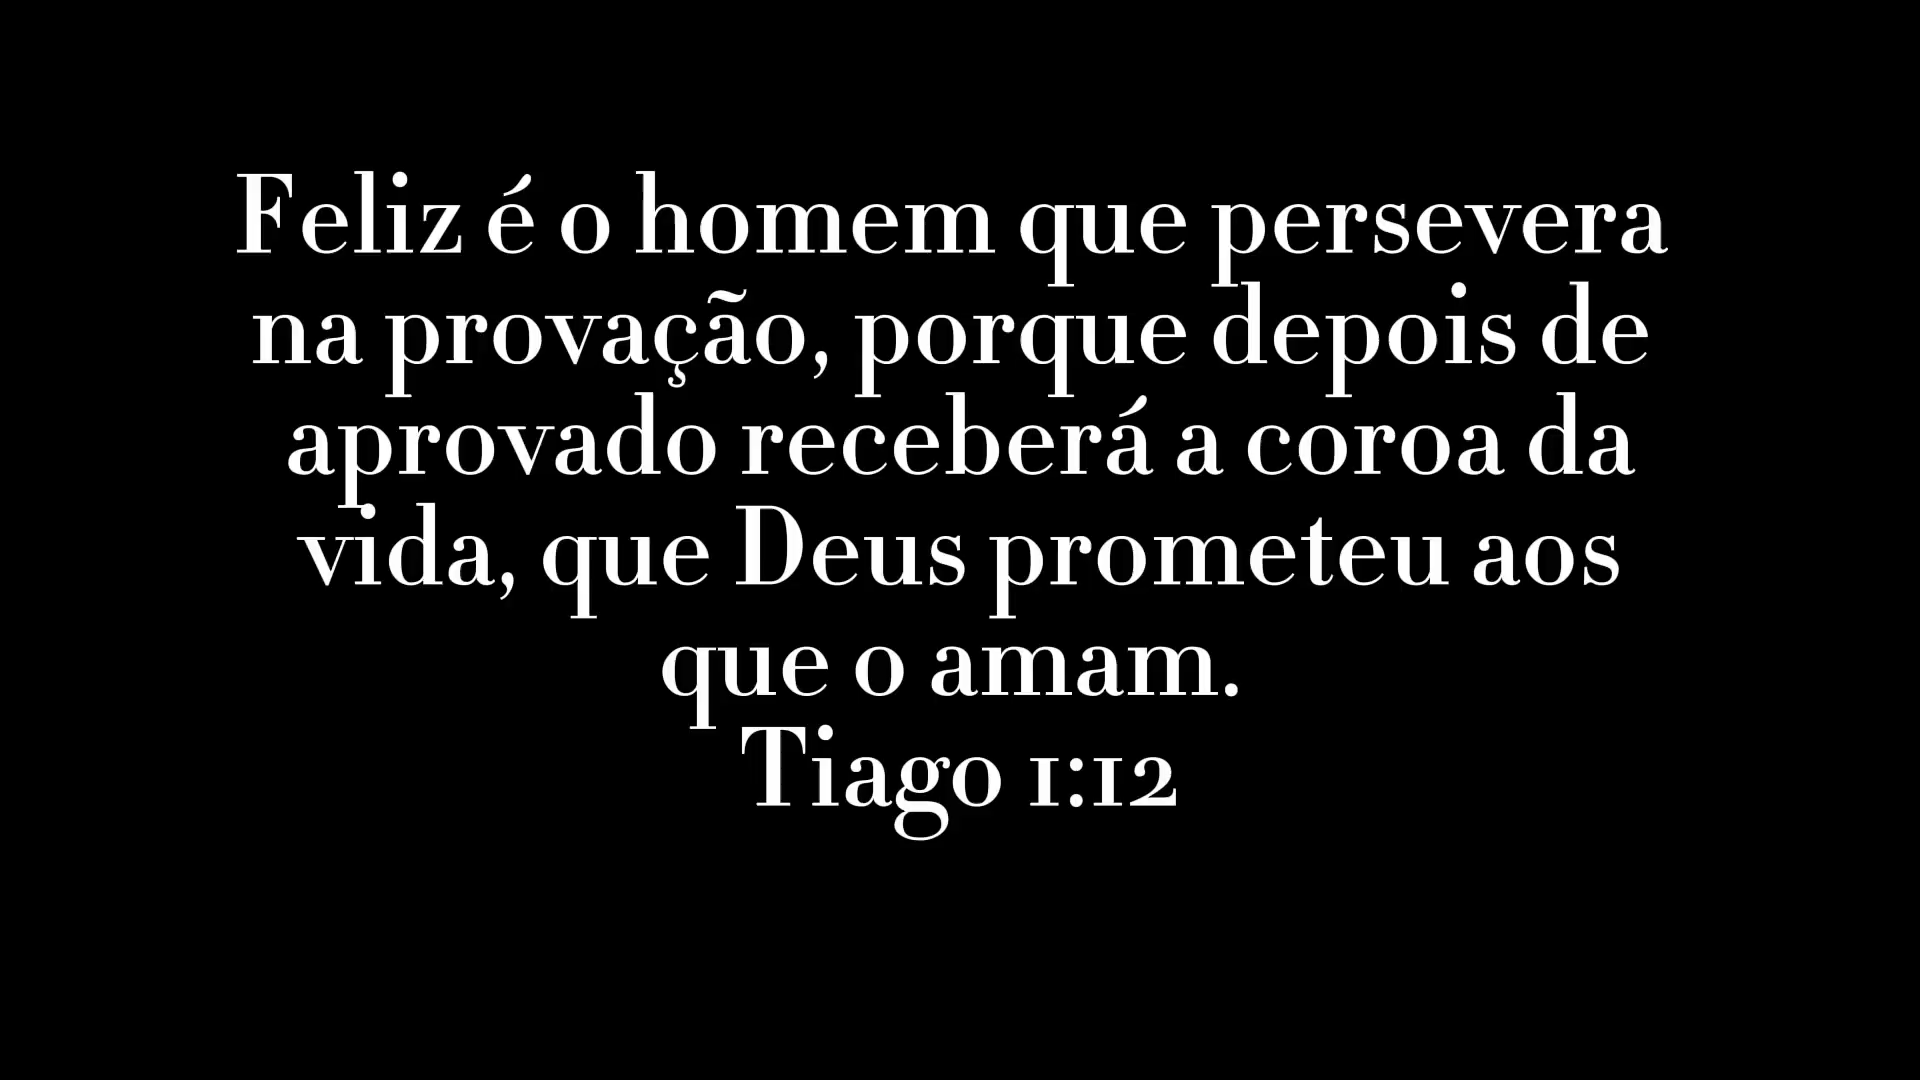 Feliz é o homem que persevera
na provação, porque depois de
aprovado receberá a coroa da
vida, que Deus prometeu aos
que o amam.
Tiago 1:12